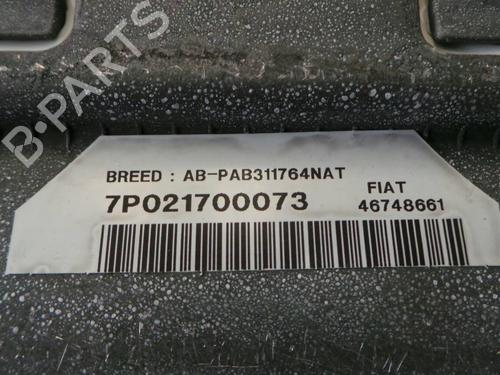 B-PARTS
BREED : AB-PAB311764NAT
7P021700073
FIAT
46748661